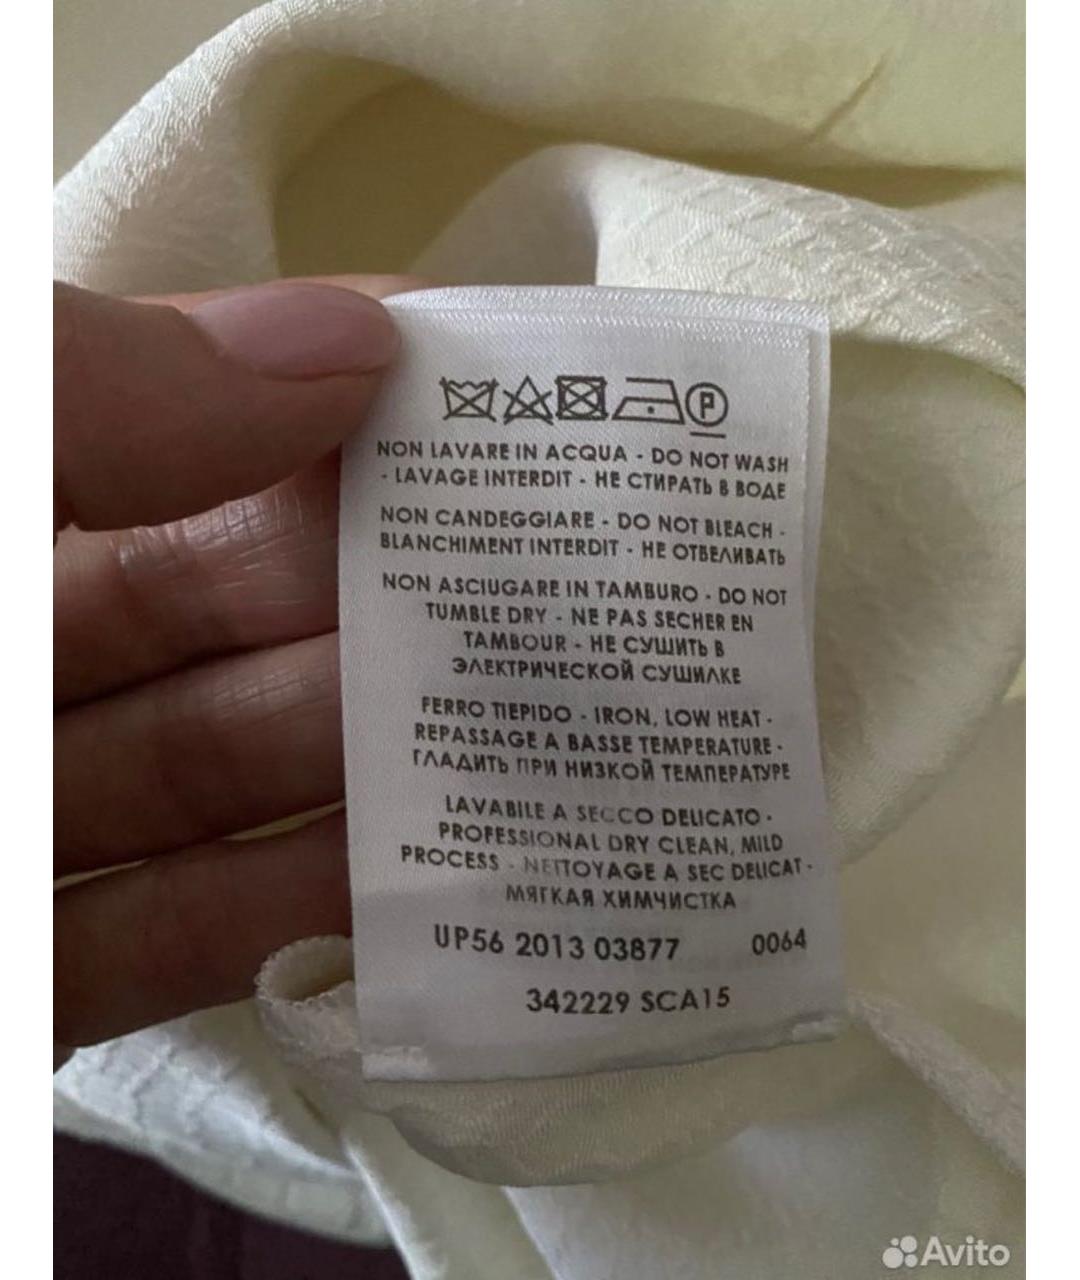 P
NON LAVARE IN ACQUA - DO NOT WASH
- LAVAGE INTERDIT - НЕ СТИРАТЬ В ВОДЕ
NON CANDEGGIARE - DO NOT BLEACH -
BLANCHIMENT INTERDIT - НЕ ОТВЕЛИВАТЬ
NON ASCIUGARE IN TAMBURO - DO NOT
TUMBLE DRY - NE PAS SECHER EN
TAMBOUR - НЕ СУШИТЬ В
ЭЛЕКТРИЧЕСКОЙ СУШИЛКЕ
FERRO TIEPIDO - IRON, LOW HEAT -
REPASSAGE A BASSE TEMPERATURE -
ГЛАДИТЬ ПРИ НИЗКОЙ ТЕМПЕРАТУРЕ
LAVABILE A SECCO DELICATO -
PROFESSIONAL DRY CLEAN, MILD
PROCESS - NETTOYAGE A SEC DELICAT -
МЯГКАЯ ХИМЧИСТКА
UP56 2013 03877 0064
342229 SCA15
Avito